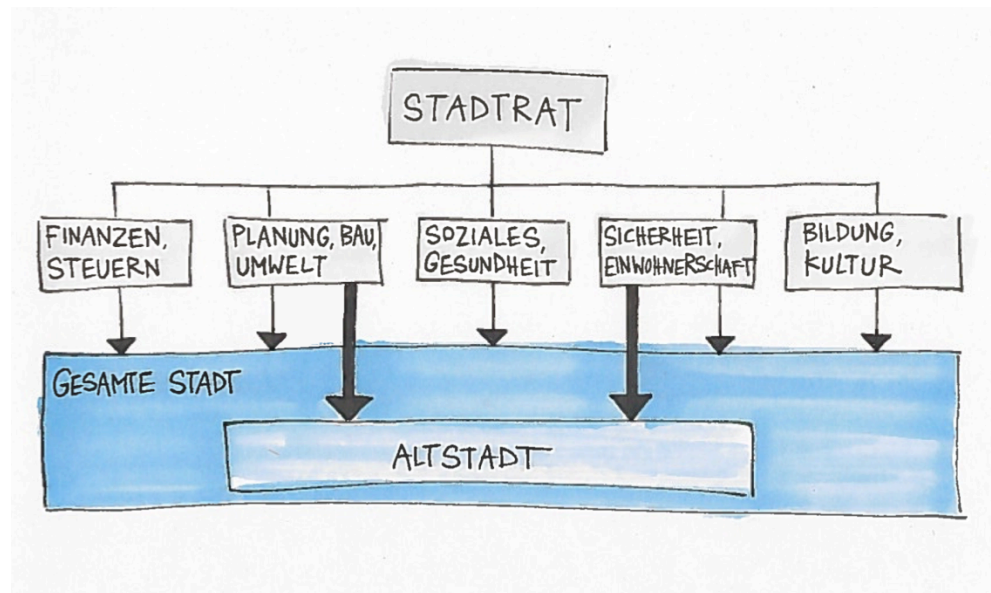 STADTRAT
FINANZEN,
STEUERN
PLANUNG, BAU,
UMWELT
SOZIALES,
GESUNDHEIT
SICHERHEIT,
EINWOHNERSCHAFT
BILDUNG,
KULTUR
GESAMTE STADT
ALTSTADT